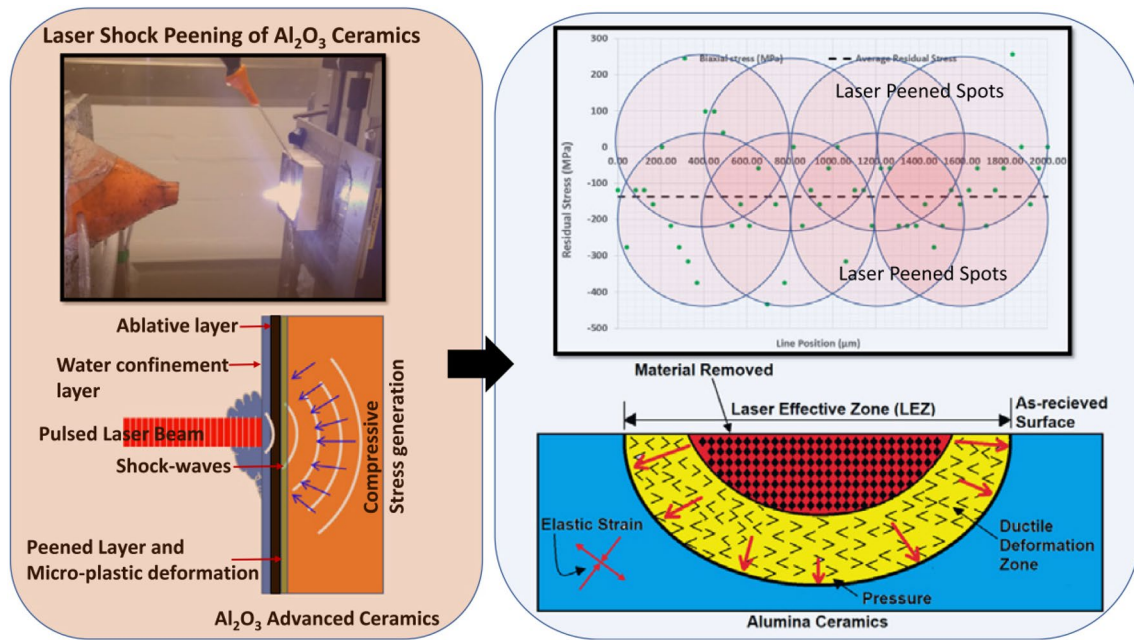 Laser Shock Peening of Al₂O₃ Ceramics
Ablative layer
Water confinement
layer
Pulsed Laser Beam
Shock-waves
Compressive
Stress generation
Peened Layer and
Micro-plastic deformation
Al₂O₃ Advanced Ceramics
Biaxial stress (MPa)
Average Residual Stress
Laser Peened Spots
300
200
100
0
-100
-200
-300
-400
-500
Residual Stress (MPa)
0.00 200.00 400.00 600.00 800.00 1000.00 1200.00 1400.00 1600.00 1800.00 2000.00
Laser Peened Spots
Line Position (µm)
Material Removed
Laser Effective Zone (LEZ)
As-recieved
Surface
Elastic Strain
Ductile
Deformation
Zone
Pressure
Alumina Ceramics